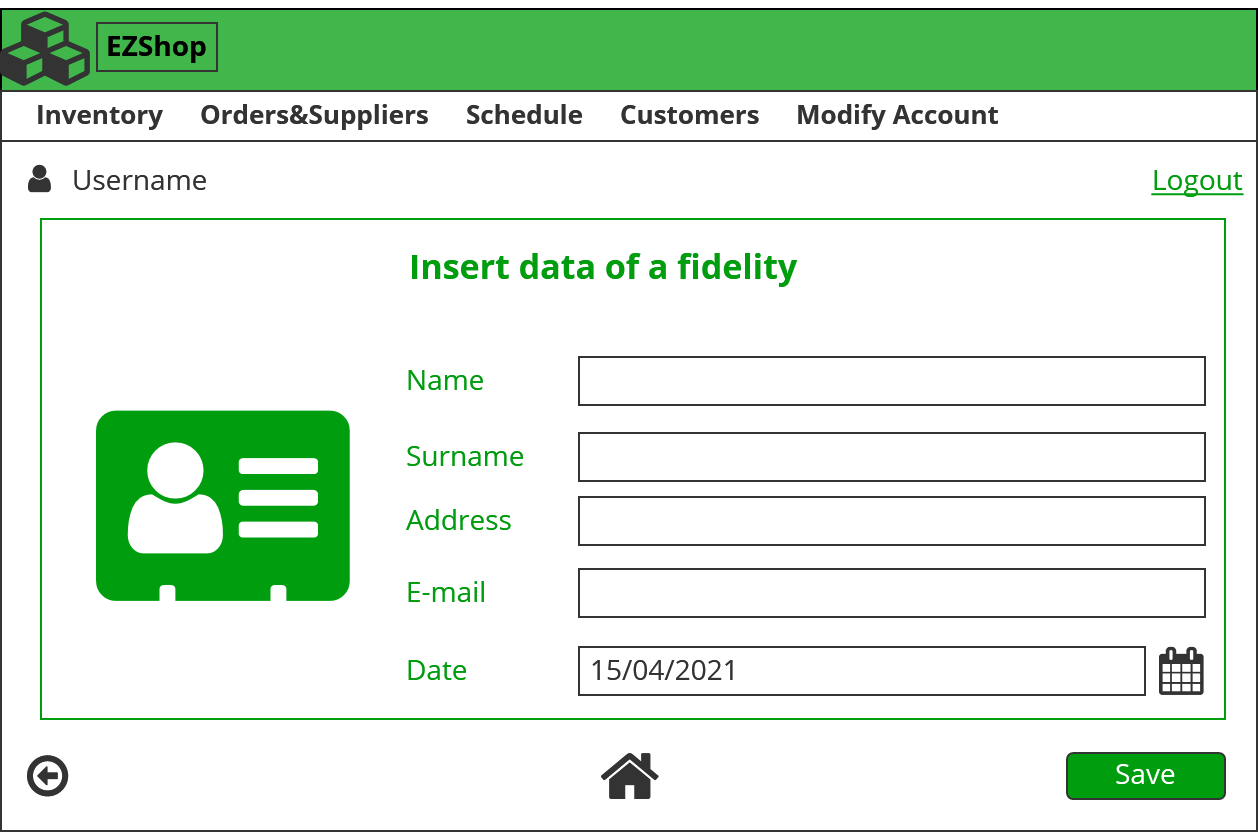 EZShop
Inventory Orders&Suppliers Schedule Customers Modify Account
Username Logout
Insert data of a fidelity
Name
Surname
Address
E-mail
Date 15/04/2021
Save